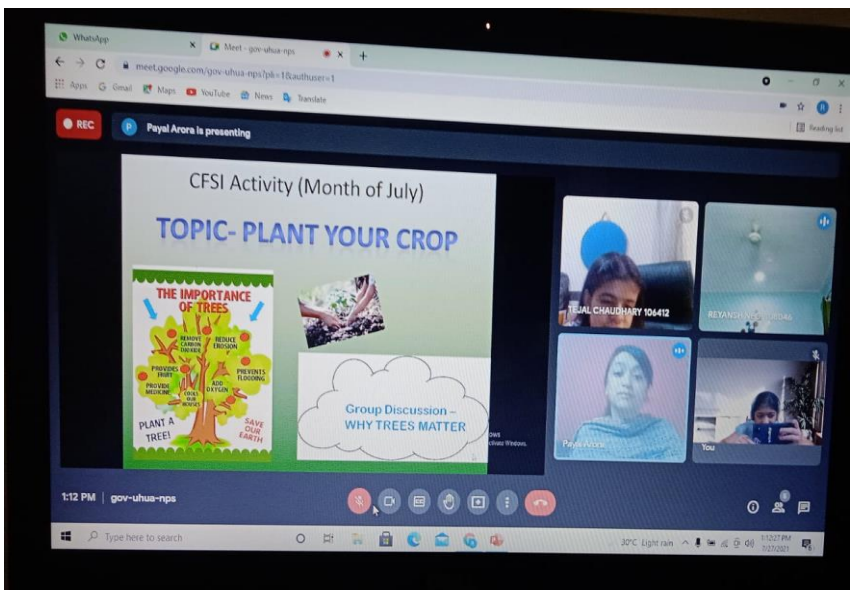 WhatsApp
Meet - gov-uhua-nps
meet.google.com/gov-uhua-nps?pli=1&authuser=1
Apps Gmail Maps YouTube News Translate
Reading list
REC
P Payal Arora is presenting
CFSI Activity (Month of July)
TOPIC- PLANT YOUR CROP
THE IMPORTANCE
OF TREES
REMOVE
CARBON
REDUCE
EROSION
PROVIDES
FRUIT
PREVENTS
FLOODING
PROVIDE
MEDICINE
ADD
OXYGEN
OUR
HOUSES
PLANT A
TREE!
SAVE
OUR
EARTH
Group Discussion –
WHY TREES MATTER
TEJAL CHAUDHARY 106412
Payal Arora
You
1:12 PM | gov-uhua-nps
Type here to search
30°C Light rain
1:12:27 PM